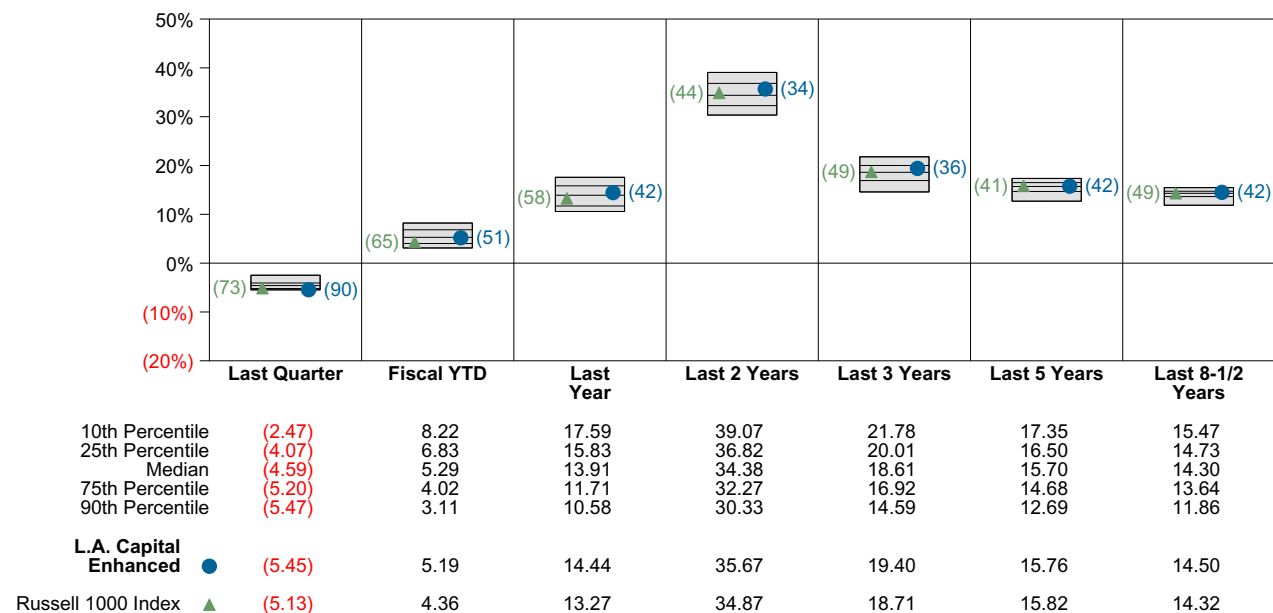 50%
40%
30%
20%
10%
0%
(10%)
(20%)
(73) (90)
(65) (51)
(58) (42)
(44) (34)
(49) (36)
(41) (42)
(49) (42)
Last Quarter Fiscal YTD Last Year Last 2 Years Last 3 Years Last 5 Years Last 8-1/2 Years
10th Percentile (2.47) 8.22 17.59 39.07 21.78 17.35 15.47
25th Percentile (4.07) 6.83 15.83 36.82 20.01 16.50 14.73
Median (4.59) 5.29 13.91 34.38 18.61 15.70 14.30
75th Percentile (5.20) 4.02 11.71 32.27 16.92 14.68 13.64
90th Percentile (5.47) 3.11 10.58 30.33 14.59 12.69 11.86
L.A. Capital
Enhanced (5.45) 5.19 14.44 35.67 19.40 15.76 14.50
Russell 1000 Index (5.13) 4.36 13.27 34.87 18.71 15.82 14.32